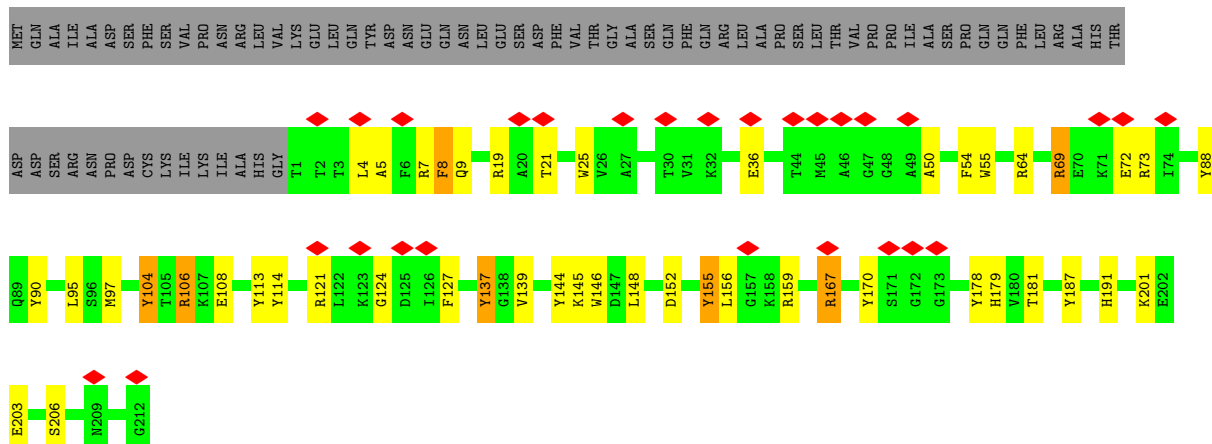 MET GLN ALA ILE ALA ASP SER PHE SER VAL PRO ASN ARG LEU VAL LYS GLU LEU GLN TYR ASP ASN GLU GLN ASN LEU GLU SER ASP PHE VAL THR GLY ALA SER GLN PHE GLN ARG LEU ALA PRO SER LEU THR VAL PRO PRO ILE ALA SER PRO GLN GLN PHE LEU ARG ALA HIS THR
ASP ASP SER ARG ASN PRO ASP CYS LYS ILE LYS ILE ALA HIS GLY T1 T2 T3 L4 A5 F6 R7 F8 Q9 R19 A20 T21 W25 V26 A27 T30 V31 K32 E36 T44 M45 A46 G47 G48 A49 A50 F54 W55 R64 R69 E70 K71 E72 R73 I74 Y88
Q89 Y90 L95 S96 M97 Y104 T105 R106 K107 E108 Y113 Y114 R121 L122 K123 G124 D125 I126 F127 Y137 G138 V139 Y144 K145 W146 D147 L148 D152 Y155 L156 G157 K158 R159 R167 Y170 S171 G172 G173 Y178 H179 V180 T181 Y187 H191 K201 E202
E203 S206 N209 G212